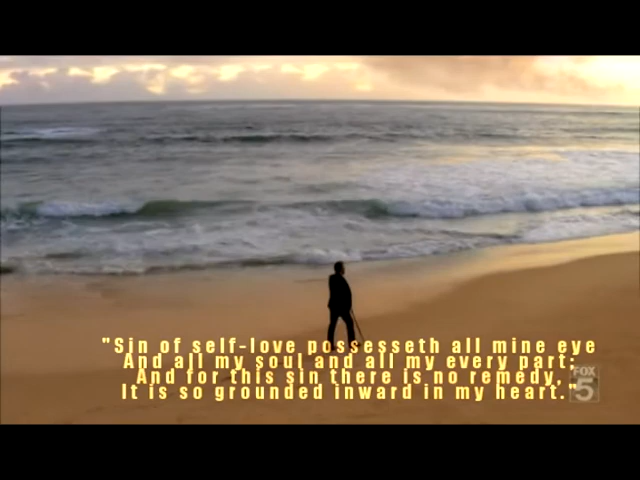 "Sin of self-love possesseth all mine eye
And all my soul and all my every part;
And for this sin there is no remedy,
It is so grounded inward in my heart."
FOX
5